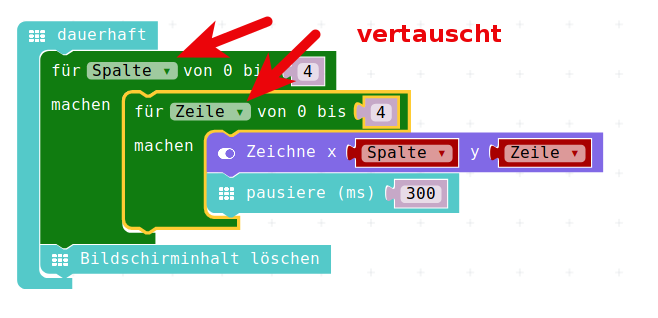 dauerhaft
vertauscht
für Spalte von 0 bis 4
machen
für Zeile von 0 bis 4
machen
Zeichne x Spalte y Zeile
pausiere (ms) 300
Bildschirminhalt löschen